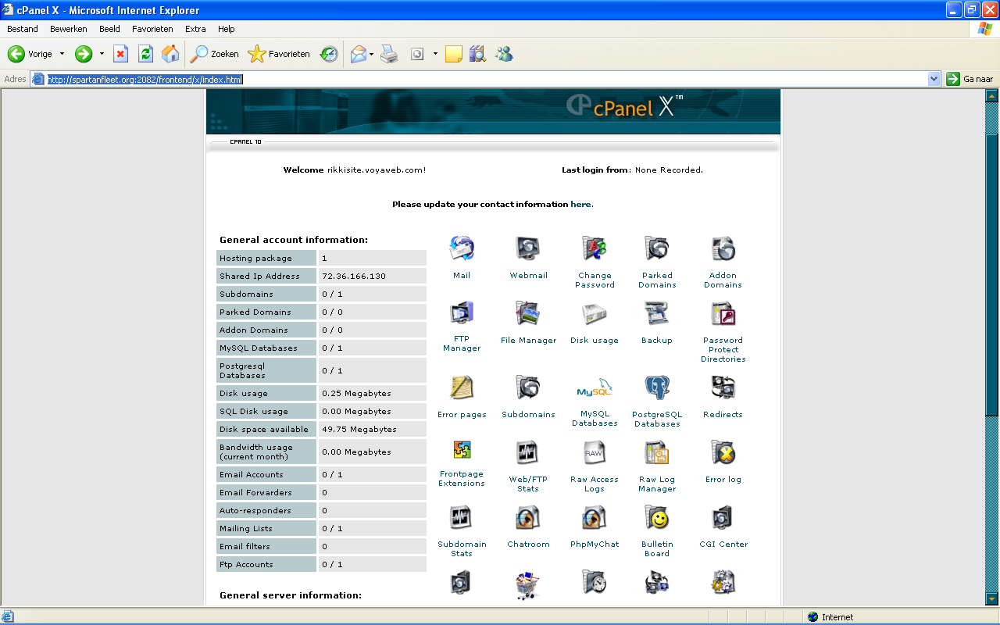 cPanel X - Microsoft Internet Explorer
Bestand Bewerken Beeld Favorieten Extra Help
Vorige Zoeken Favorieten
Adres http://spartanfleet.org:2082/frontend/x/index.html Ga naar
cPanel X™
CPANEL 10
Welcome rikkisite.voyaweb.com! Last login from: None Recorded.
Please update your contact information here.
General account information:
Hosting package 1
Shared Ip Address 72.36.166.130
Subdomains 0 / 1
Parked Domains 0 / 0
Addon Domains 0 / 0
MySQL Databases 0 / 1
Postgresql
Databases 0 / 1
Disk usage 0.25 Megabytes
SQL Disk usage 0.00 Megabytes
Disk space available 49.75 Megabytes
Bandwidth usage
(current month) 0.00 Megabytes
Email Accounts 0 / 1
Email Forwarders 0
Auto-responders 0
Mailing Lists 0 / 1
Email filters 0
Ftp Accounts 0 / 1
General server information:
Mail Webmail Change Parked Addon
Password Domains Domains
FTP File Manager Disk usage Backup Password
Manager Protect
Directories
MySQL
RAW
Error pages Subdomains MySQL PostgreSQL Redirects
Databases Databases
Frontpage Web/FTP Raw Access Raw Log Error log
Extensions Stats Logs Manager
Subdomain Chatroom PhpMyChat Bulletin CGI Center
Stats Board
Internet